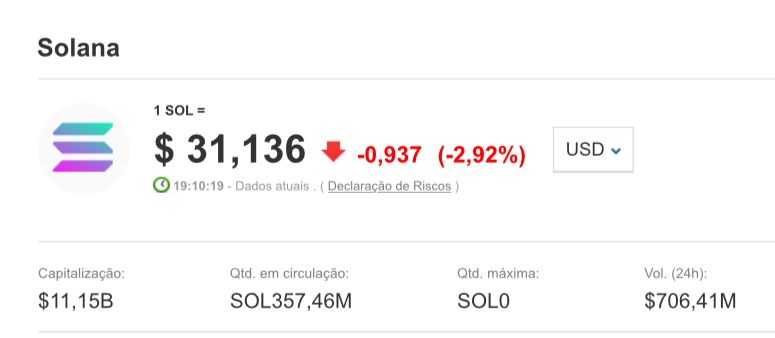 Solana
1 SOL =
$ 31,136 -0,937 (-2,92%) USD
19:10:19 - Dados atuais . ( Declaração de Riscos )
Capitalização: Qtd. em circulação: Qtd. máxima: Vol. (24h):
$11,15B SOL357,46M SOL0 $706,41M